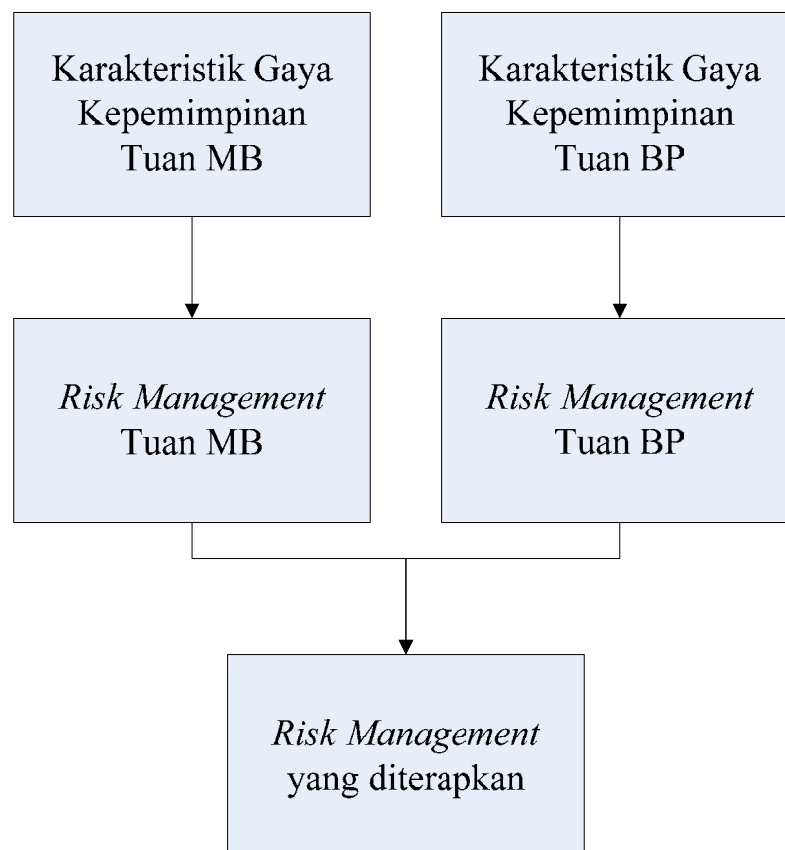 Karakteristik Gaya
Kepemimpinan
Tuan MB
Karakteristik Gaya
Kepemimpinan
Tuan BP
Risk Management
Tuan MB
Risk Management
Tuan BP
Risk Management
yang diterapkan